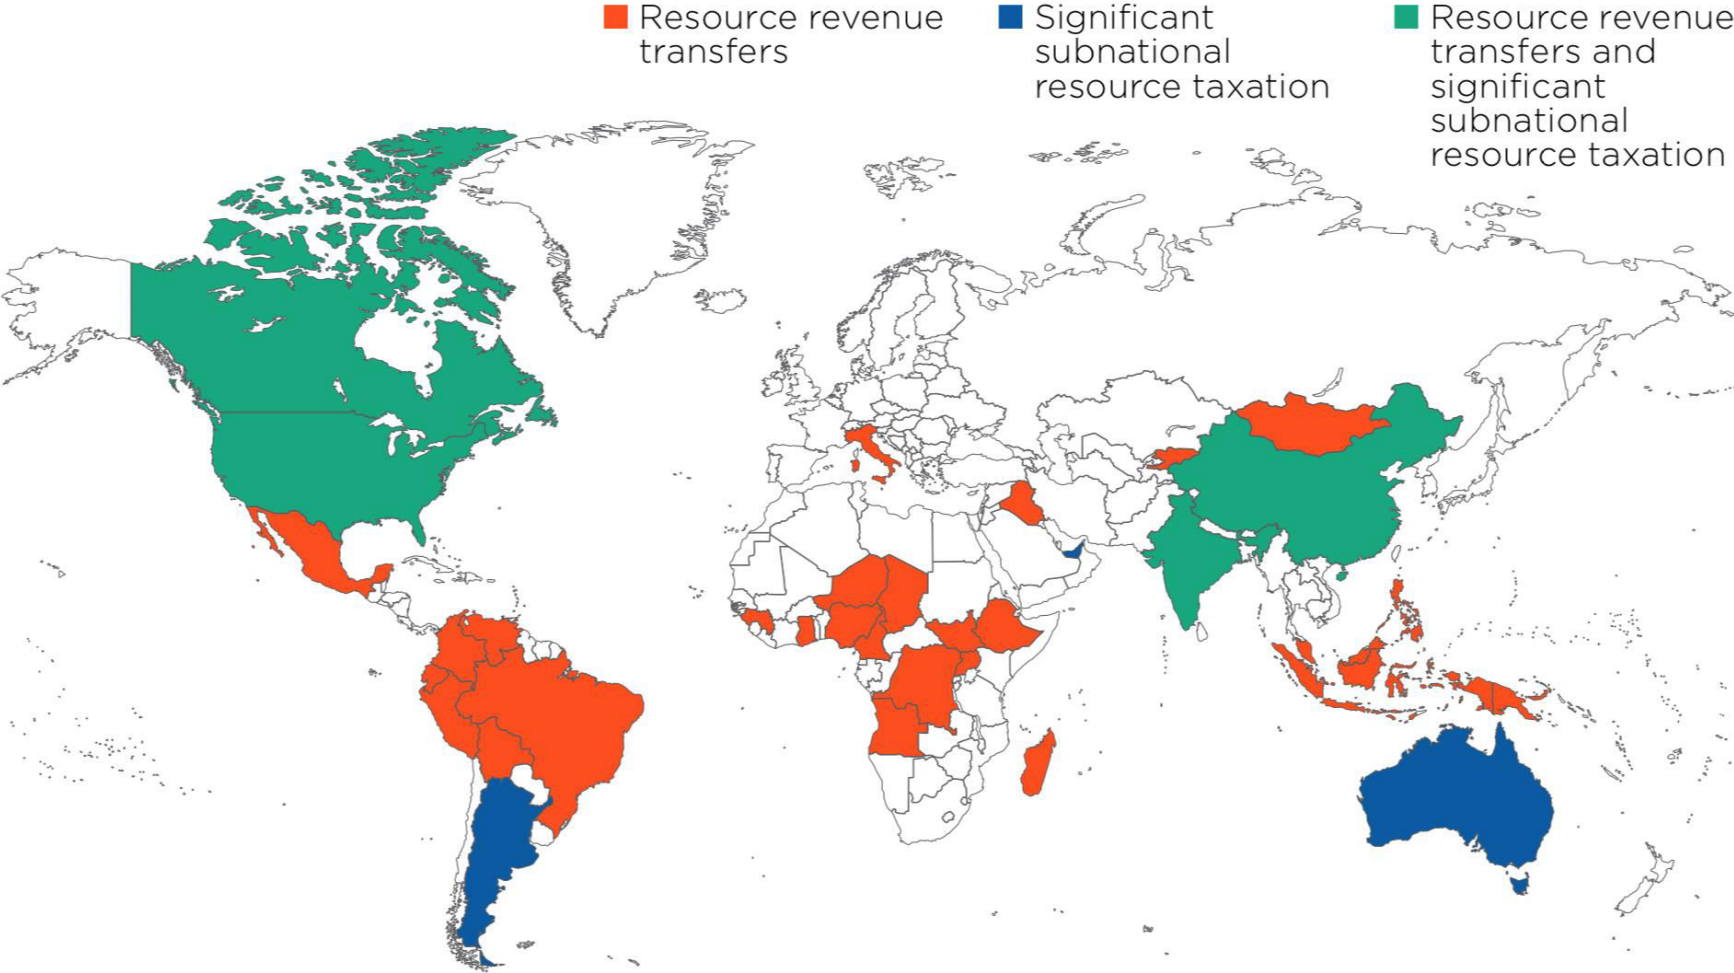 Resource revenue
transfers
Significant
subnational
resource taxation
Resource revenue
transfers and
significant
subnational
resource taxation